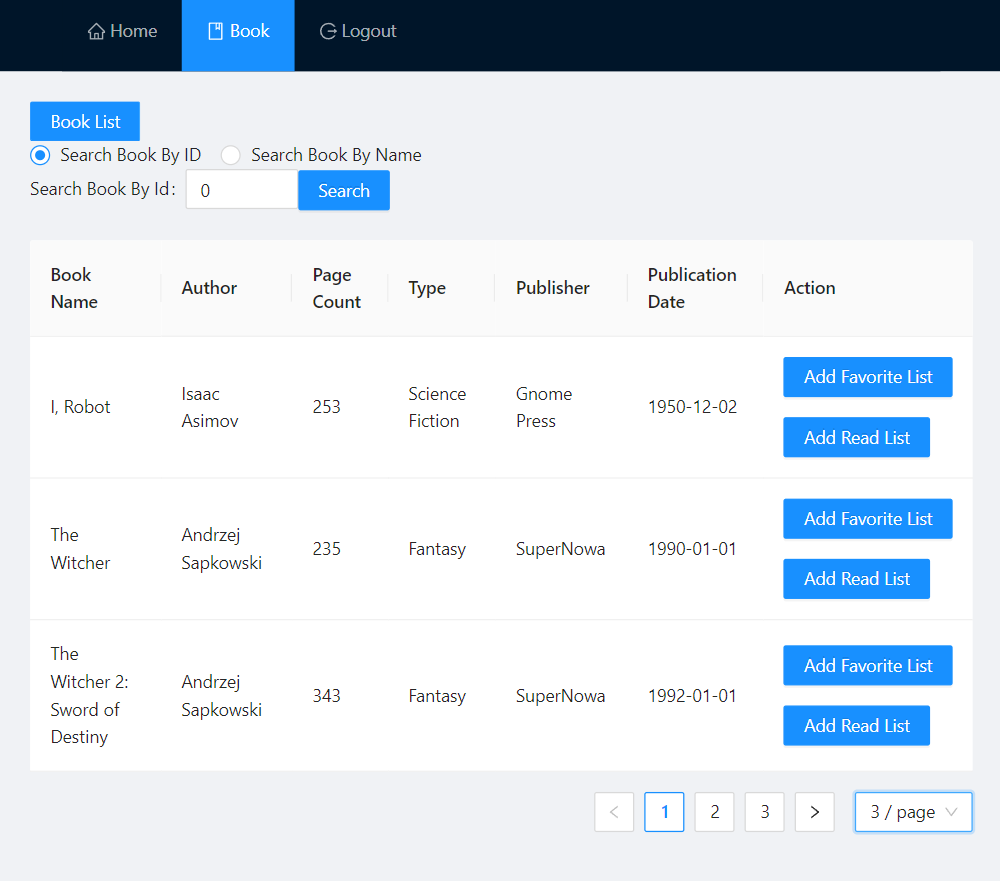 Home Book Logout
Book List
Search Book By ID Search Book By Name
Search Book By Id: 0 Search
Book Name Author Page Count Type Publisher Publication Date Action
I, Robot Isaac Asimov 253 Science Fiction Gnome Press 1950-12-02 Add Favorite List
Add Read List
The Witcher Andrzej Sapkowski 235 Fantasy SuperNowa 1990-01-01 Add Favorite List
Add Read List
The Witcher 2: Sword of Destiny Andrzej Sapkowski 343 Fantasy SuperNowa 1992-01-01 Add Favorite List
Add Read List
< 1 2 3 > 3 / page